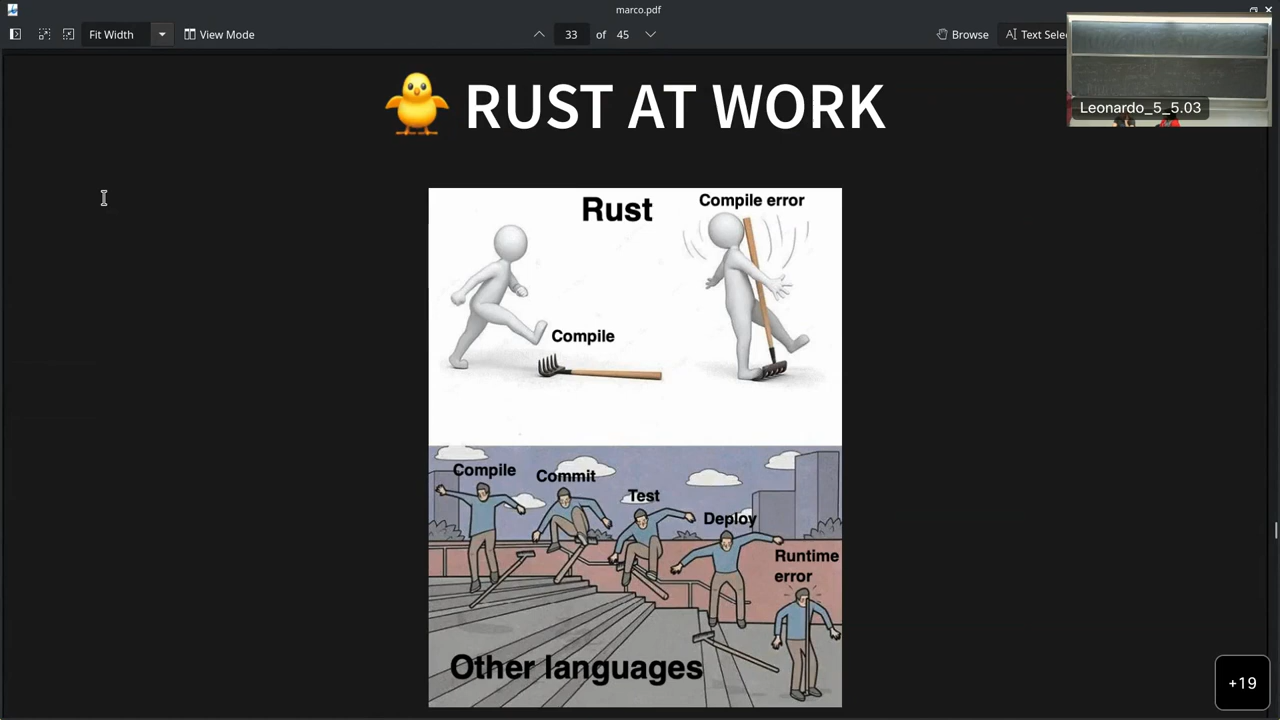 marco.pdf
Fit Width
View Mode
33 of 45
Browse
Text Selec
Leonardo_5_5.03
RUST AT WORK
Rust
Compile error
Compile
Compile
Commit
Test
Deploy
Runtime
error
Other languages
+19